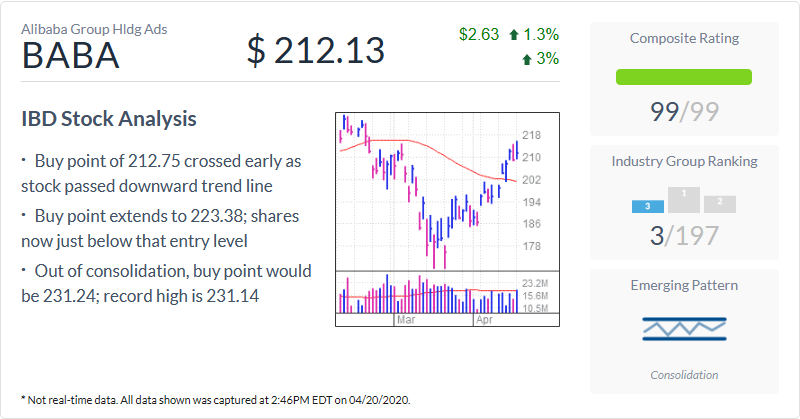 Alibaba Group Hldg Ads
BABA
$ 212.13
$2.63 1.3%
3%
IBD Stock Analysis
· Buy point of 212.75 crossed early as
stock passed downward trend line
· Buy point extends to 223.38; shares
now just below that entry level
· Out of consolidation, buy point would
be 231.24; record high is 231.14
218
210
202
194
186
178
23.2M
15.6M
10.5M
Mar
Apr
Composite Rating
99/99
Industry Group Ranking
3
1
2
3/197
Emerging Pattern
Consolidation
* Not real-time data. All data shown was captured at 2:46PM EDT on 04/20/2020.